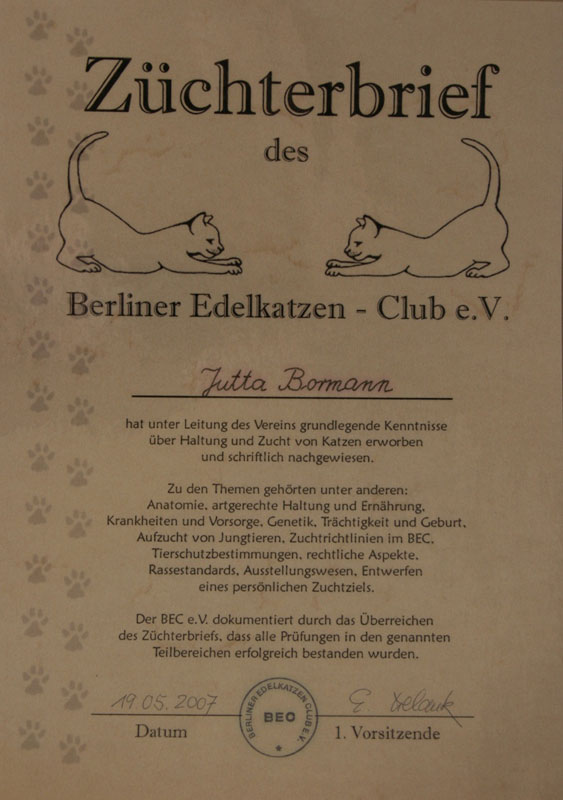 Züchterbrief
des
Berliner Edelkatzen - Club e.V.
Jutta Bormann
hat unter Leitung des Vereins grundlegende Kenntnisse
über Haltung und Zucht von Katzen erworben
und schriftlich nachgewiesen.
Zu den Themen gehörten unter anderen:
Anatomie, artgerechte Haltung und Ernährung,
Krankheiten und Vorsorge, Genetik, Trächtigkeit und Geburt,
Aufzucht von Jungtieren, Zuchtrichtlinien im BEC,
Tierschutzbestimmungen, rechtliche Aspekte,
Rassestandards, Ausstellungswesen, Entwerfen
eines persönlichen Zuchtziels.
Der BEC e.V. dokumentiert durch das Überreichen
des Züchterbriefs, dass alle Prüfungen in den genannten
Teilbereichen erfolgreich bestanden wurden.
19.05.2007
BERLINER EDELKATZEN CLUB E.V.
BEC
Datum
1. Vorsitzende